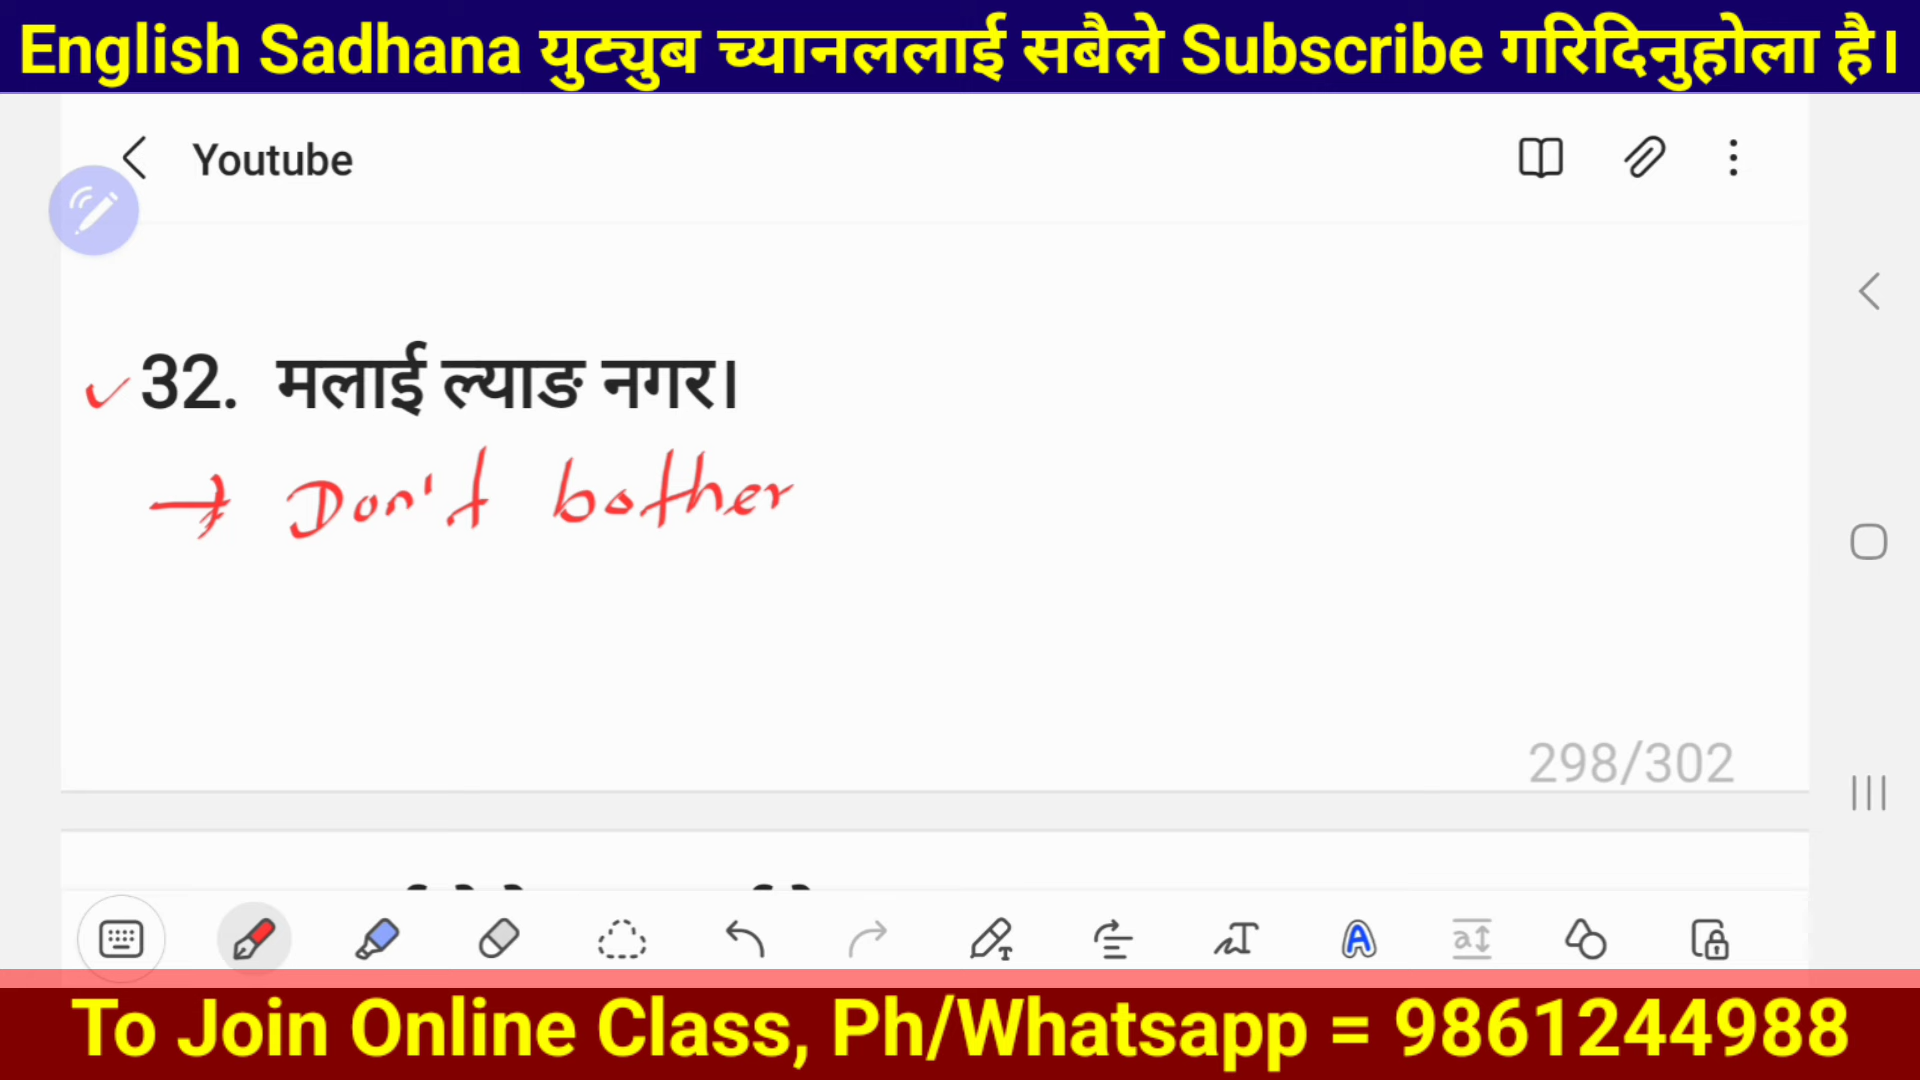 English Sadhana युट्युब च्यानललाई सबैले Subscribe गरिदिनुहोला है।
Youtube
32. मलाई ल्याङ नगर।
→ Don't bother
298/302
To Join Online Class, Ph/Whatsapp = 9861244988